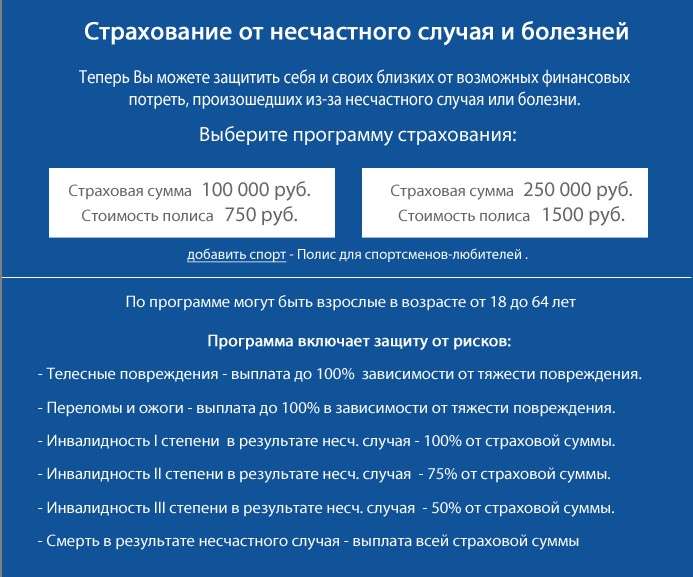 Страхование от несчастного случая и болезней
Теперь Вы можете защитить себя и своих близких от возможных финансовых
потреть, произошедших из-за несчастного случая или болезни.
Выберите программу страхования:
Страховая сумма 100 000 руб.
Стоимость полиса 750 руб.
Страховая сумма 250 000 руб.
Стоимость полиса 1500 руб.
добавить спорт - Полис для спортсменов-любителей .
По программе могут быть взрослые в возрасте от 18 до 64 лет
Программа включает защиту от рисков:
- Телесные повреждения - выплата до 100% зависимости от тяжести повреждения.
- Переломы и ожоги - выплата до 100% в зависимости от тяжести повреждения.
- Инвалидность I степени в результате несч. случая - 100% от страховой суммы.
- Инвалидность II степени в результате несч. случая - 75% от страховой суммы.
- Инвалидность III степени в результате несч. случая - 50% от страховой суммы.
- Смерть в результате несчастного случая - выплата всей страховой суммы